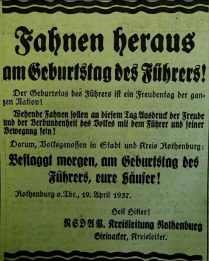 Fahnen heraus
am Geburtstag des Führers!
Der Geburtstag des Führers ist ein Freudentag der gan-
zen Nation!
Wehende Fahnen sollen an diesem Tag Ausdruck der Freude
und der Verbundenheit des Volkes mit dem Führer und seiner
Bewegung sein!
Darum, Volksgenossen in Stadt und Kreis Rothenburg:
Beflaggt morgen, am Geburtstag des
Führers, eure Häuser!
Rothenburg o. Tbr., 19. April 1937.
Heil Hitler!
NSDAP. Kreisleitung Rothenburg
Steinacker, Kreisleiter.